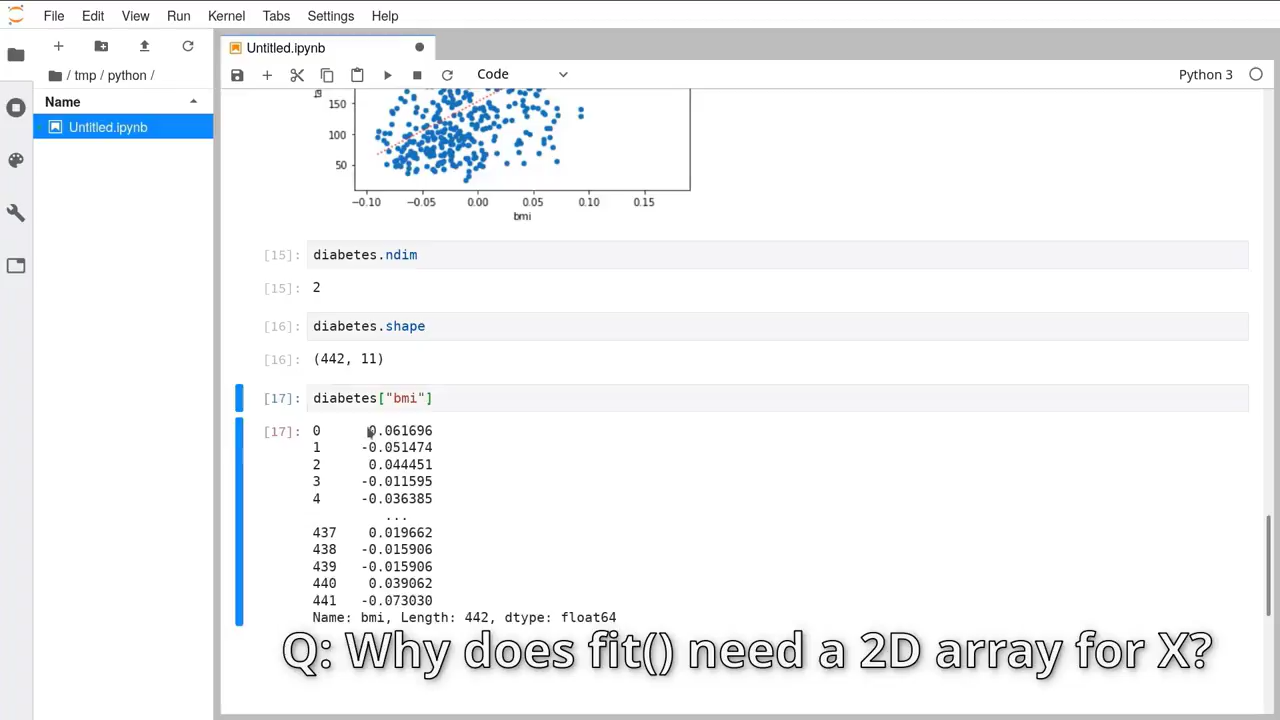 File Edit View Run Kernel Tabs Settings Help
Untitled.ipynb
/ tmp / python /
Code
Python 3
Name
Untitled.ipynb
150
100
50
−0.10 −0.05 0.00 0.05 0.10 0.15
bmi
[15]: diabetes.ndim
[15]: 2
[16]: diabetes.shape
[16]: (442, 11)
[17]: diabetes["bmi"]
[17]: 0 0.061696
1 -0.051474
2 0.044451
3 -0.011595
4 -0.036385
...
437 0.019662
438 -0.015906
439 -0.015906
440 0.039062
441 -0.073030
Name: bmi, Length: 442, dtype: float64
Q: Why does fit() need a 2D array for X?